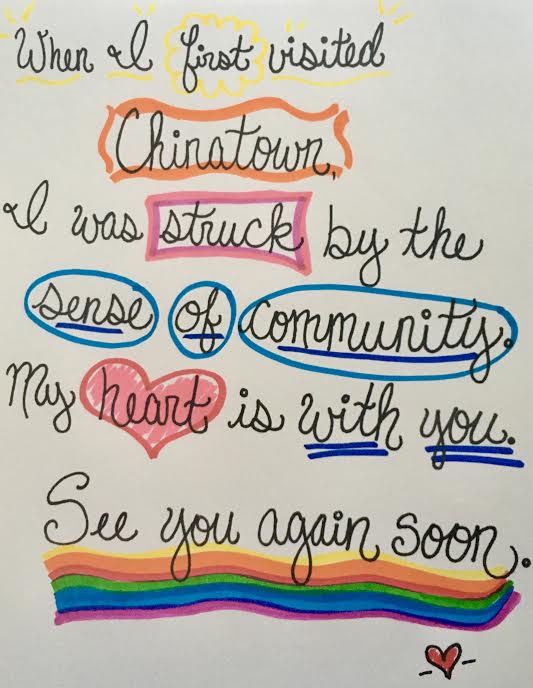 When I first visited
Chinatown,
I was struck by the
sense of community.
My heart is with you.
See you again soon.